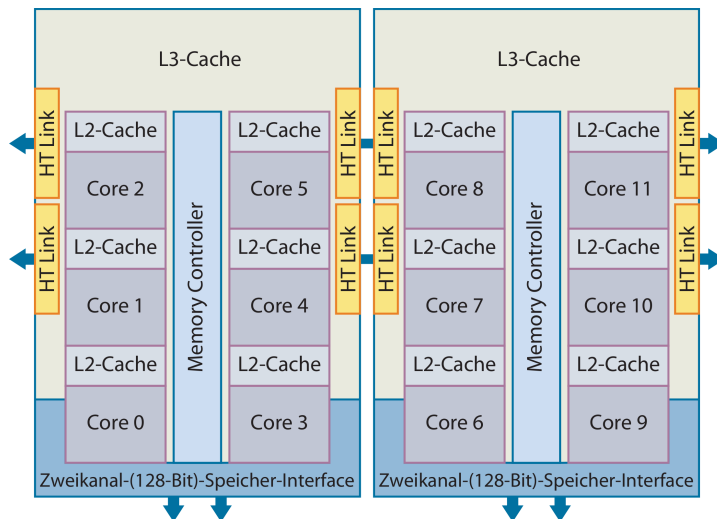 L3-Cache
HT Link
L2-Cache
Core 2
L2-Cache
Core 5
HT Link
HT Link
L2-Cache
Core 1
Memory Controller
L2-Cache
Core 4
HT Link
L2-Cache
Core 0
L2-Cache
Core 3
Zweikanal-(128-Bit)-Speicher-Interface
L3-Cache
HT Link
L2-Cache
Core 8
L2-Cache
Core 11
HT Link
HT Link
L2-Cache
Core 7
Memory Controller
L2-Cache
Core 10
HT Link
L2-Cache
Core 6
L2-Cache
Core 9
Zweikanal-(128-Bit)-Speicher-Interface